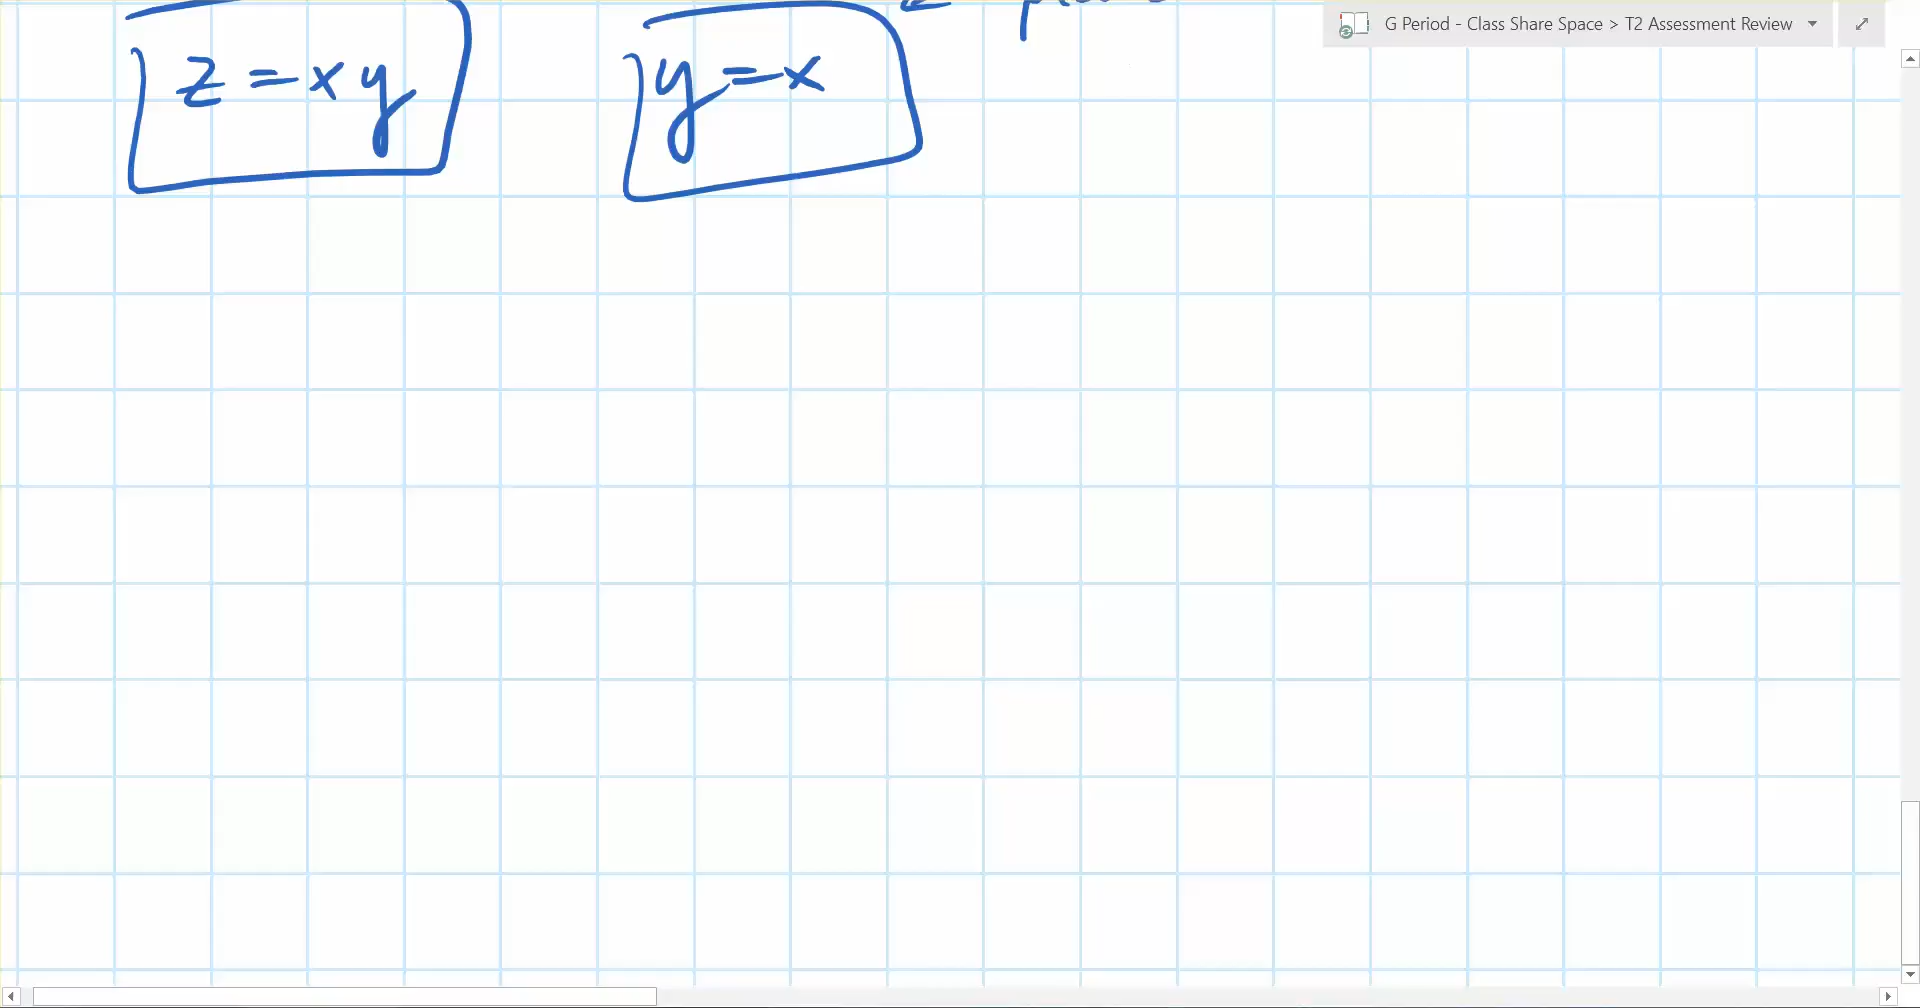 G Period - Class Share Space > T2 Assessment Review
z = xy
y = x